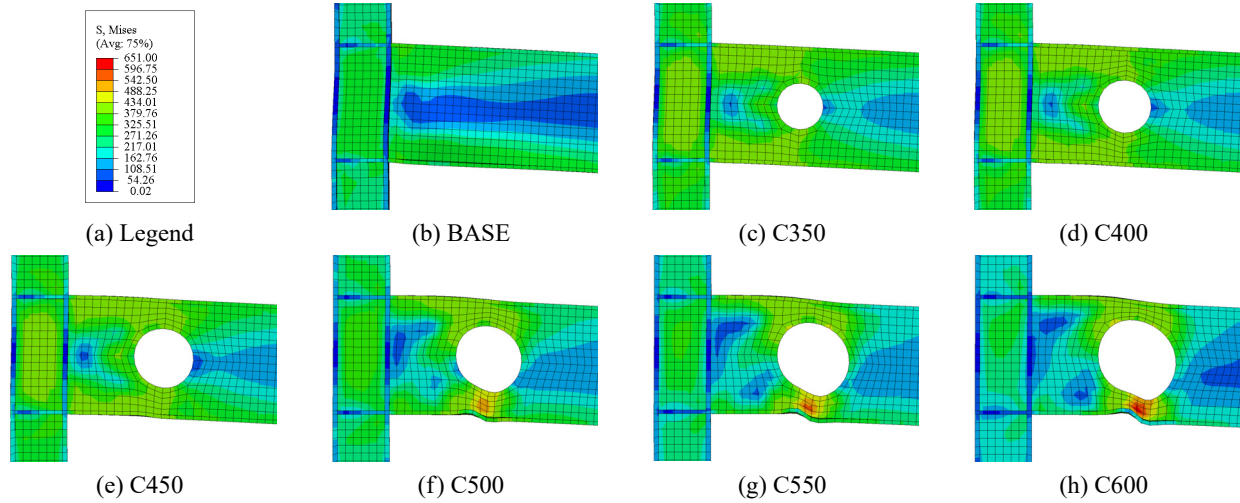 S, Mises
(Avg: 75%)
651.00
596.75
542.50
488.25
434.01
379.76
325.51
271.26
217.01
162.76
108.51
54.26
0.02
(a) Legend
(b) BASE
(c) C350
(d) C400
(e) C450
(f) C500
(g) C550
(h) C600